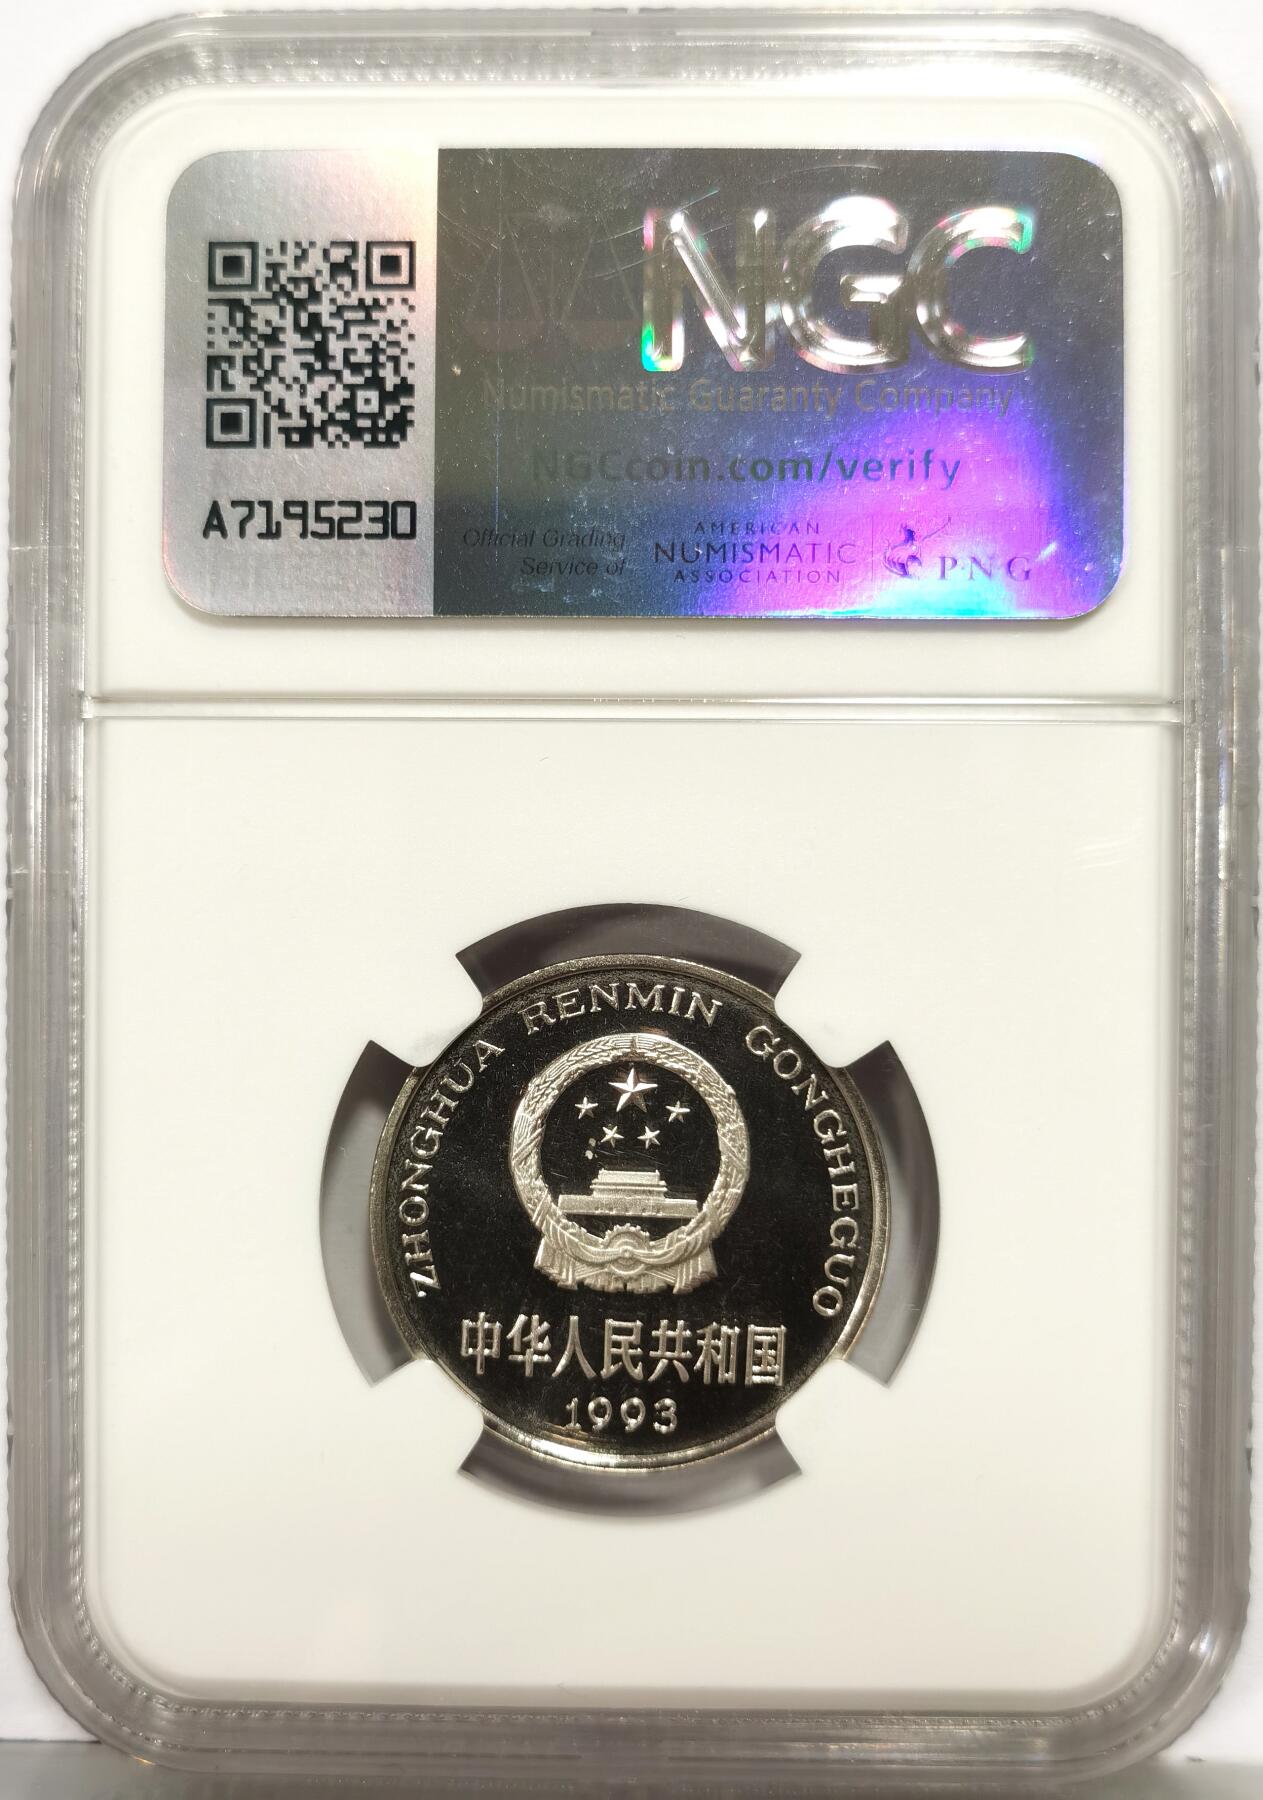 NGC
Numismatic Guaranty Company
NGCcoin.com/verify
A7195230
Official Grading
Service of
AMERICAN
NUMISMATIC
ASSOCIATION
P·N·G
ZHONGHUA RENMIN GONGHEGUO
中华人民共和国
1993